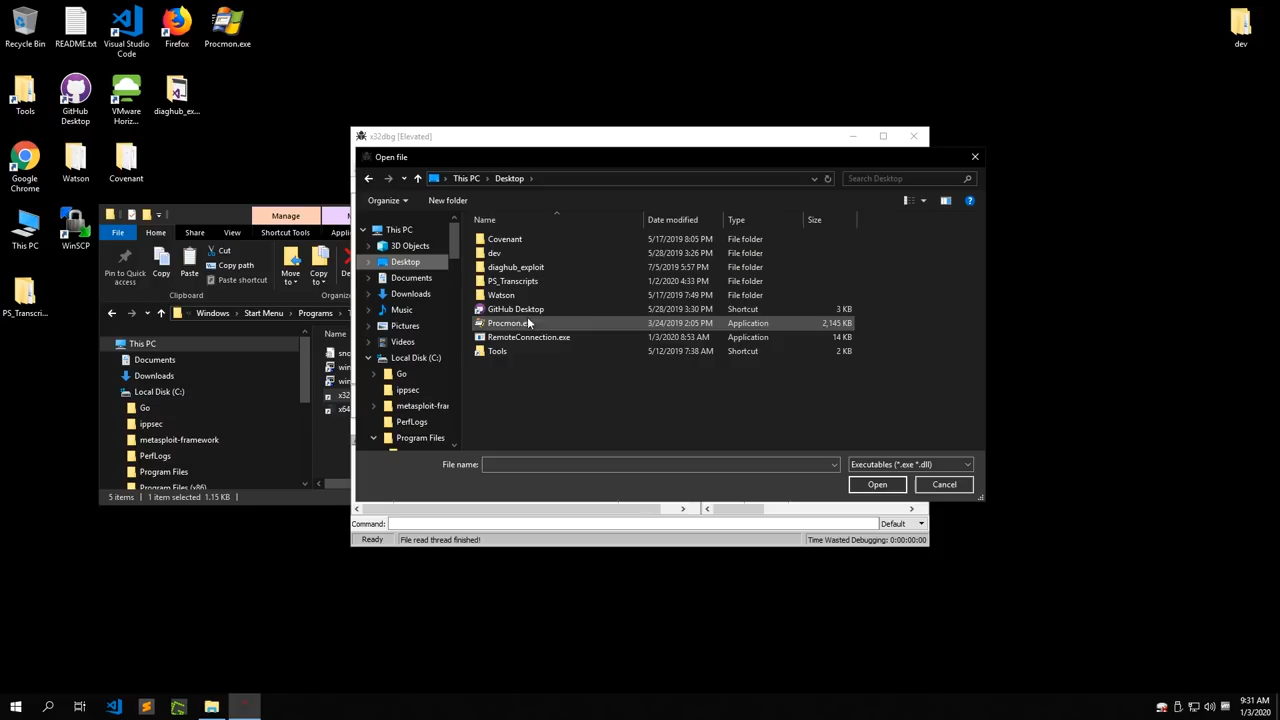 Recycle Bin
README.txt
Visual Studio
Code
Firefox
Procmon.exe
dev
Tools
GitHub
Desktop
VMware
Horiz...
diaghub_ex...
Google
Chrome
Watson
Covenant
This PC
WinSCP
PS_Transcri...
Manage
File
Home
Share
Shortcut Tools
View
Pin to Quick
access
Copy
Paste
Cut
Copy path
Paste shortcut
Clipboard
Move
to
Copy
to
Windows
Start Menu
Programs
This PC
Documents
Downloads
Local Disk (C:)
Go
ippsec
metasploit-framework
PerfLogs
Program Files
Program Files (x86)
Name
5 items
1 item selected 1.15 KB
x32dbg [Elevated]
Open file
This PC
Desktop
Search Desktop
Organize
New folder
This PC
3D Objects
Desktop
Documents
Downloads
Music
Pictures
Videos
Local Disk (C:)
Go
ippsec
metasploit-fram
PerfLogs
Program Files
Name Date modified Type Size
Covenant 5/17/2019 8:05 PM File folder
dev 5/28/2019 3:26 PM File folder
diaghub_exploit 7/5/2019 5:57 PM File folder
PS_Transcripts 1/2/2020 4:33 PM File folder
Watson 5/17/2019 7:49 PM File folder
GitHub Desktop 5/28/2019 3:30 PM Shortcut 3 KB
Procmon.e 3/24/2019 2:05 PM Application 2,145 KB
RemoteConnection.exe 1/3/2020 8:53 AM Application 14 KB
Tools 5/12/2019 7:38 AM Shortcut 2 KB
File name:
Executables (*.exe *.dll)
Open
Cancel
Command:
Default
Ready
File read thread finished!
Time Wasted Debugging: 0:00:00:00
9:31 AM
1/3/2020